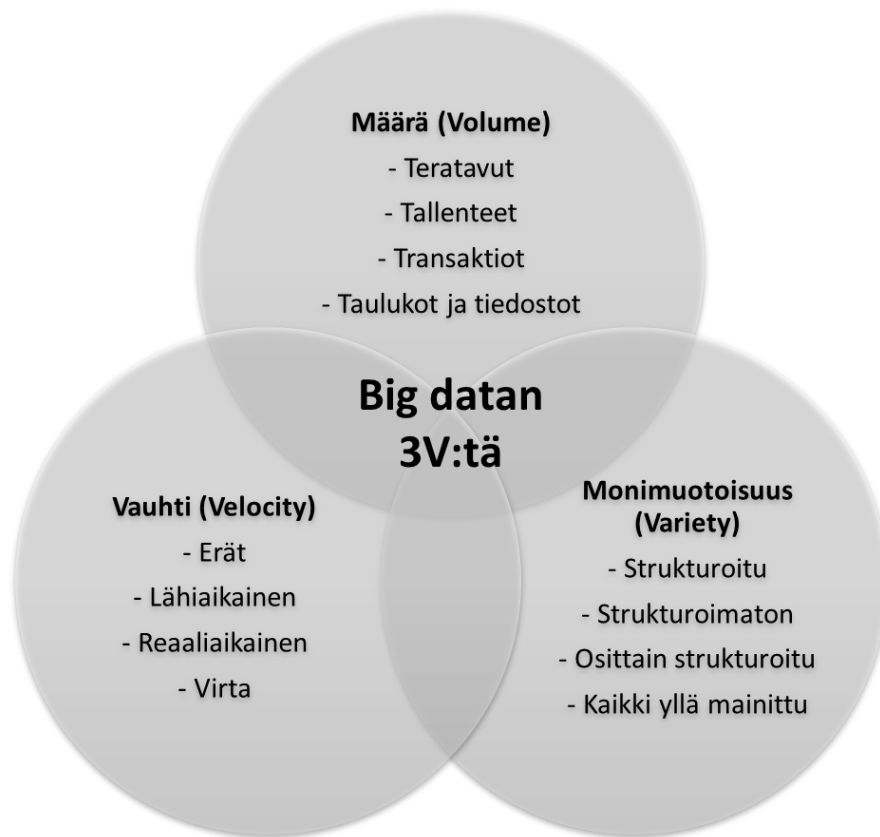 Määrä (Volume)
- Teratavut
- Tallenteet
- Transaktiot
- Taulukot ja tiedostot
Big datan
3V:tä
Vauhti (Velocity)
- Erät
- Lähiaikainen
- Reaaliaikainen
- Virta
Monimuotoisuus
(Variety)
- Strukturoitu
- Strukturoimaton
- Osittain strukturoitu
- Kaikki yllä mainittu